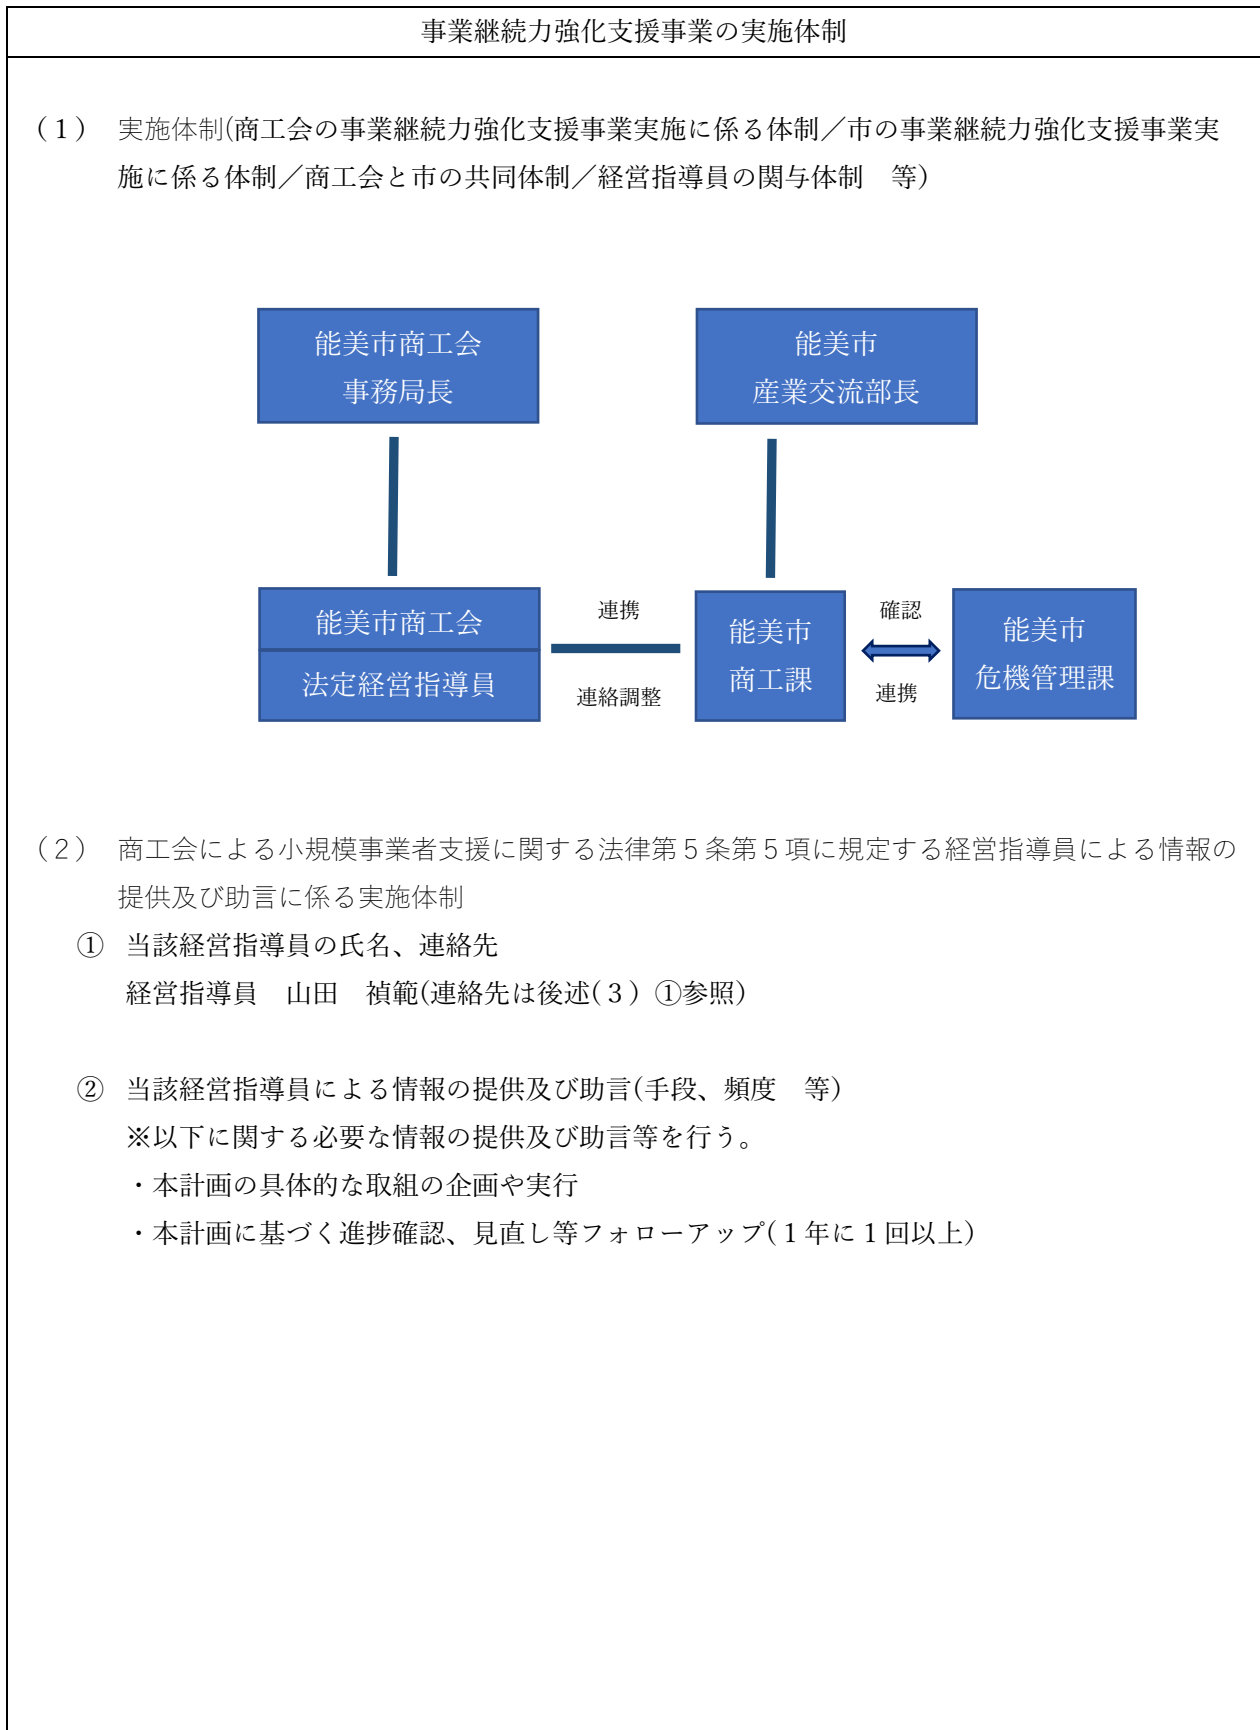 事業継続力強化支援事業の実施体制
（１）　実施体制(商工会の事業継続力強化支援事業実施に係る体制／市の事業継続力強化支援事業実
施に係る体制／商工会と市の共同体制／経営指導員の関与体制　等)
能美市商工会
事務局長
能美市
産業交流部長
能美市商工会
法定経営指導員
連携
連絡調整
能美市
商工課
確認
連携
能美市
危機管理課
（２）　商工会による小規模事業者支援に関する法律第５条第５項に規定する経営指導員による情報の
提供及び助言に係る実施体制
①　当該経営指導員の氏名、連絡先
経営指導員　山田　禎範(連絡先は後述(３）①参照)
②　当該経営指導員による情報の提供及び助言(手段、頻度　等)
※以下に関する必要な情報の提供及び助言等を行う。
・本計画の具体的な取組の企画や実行
・本計画に基づく進捗確認、見直し等フォローアップ(１年に１回以上)